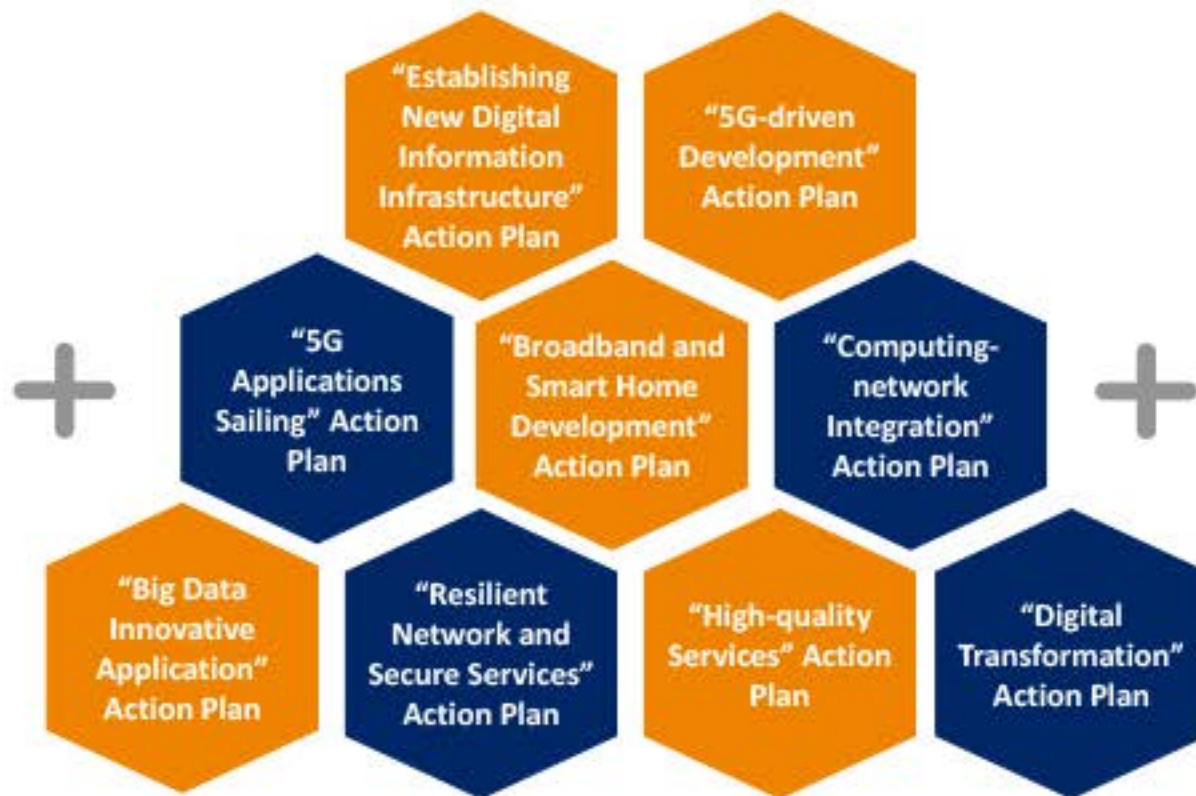 “Establishing
New Digital
Information
Infrastructure”
Action Plan
“5G-driven
Development”
Action Plan
“5G
Applications
Sailing” Action
Plan
“Broadband and
Smart Home
Development”
Action Plan
“Computing-
network
Integration”
Action Plan
“Big Data
Innovative
Application”
Action Plan
“Resilient
Network and
Secure Services”
Action Plan
“High-quality
Services” Action
Plan
“Digital
Transformation”
Action Plan